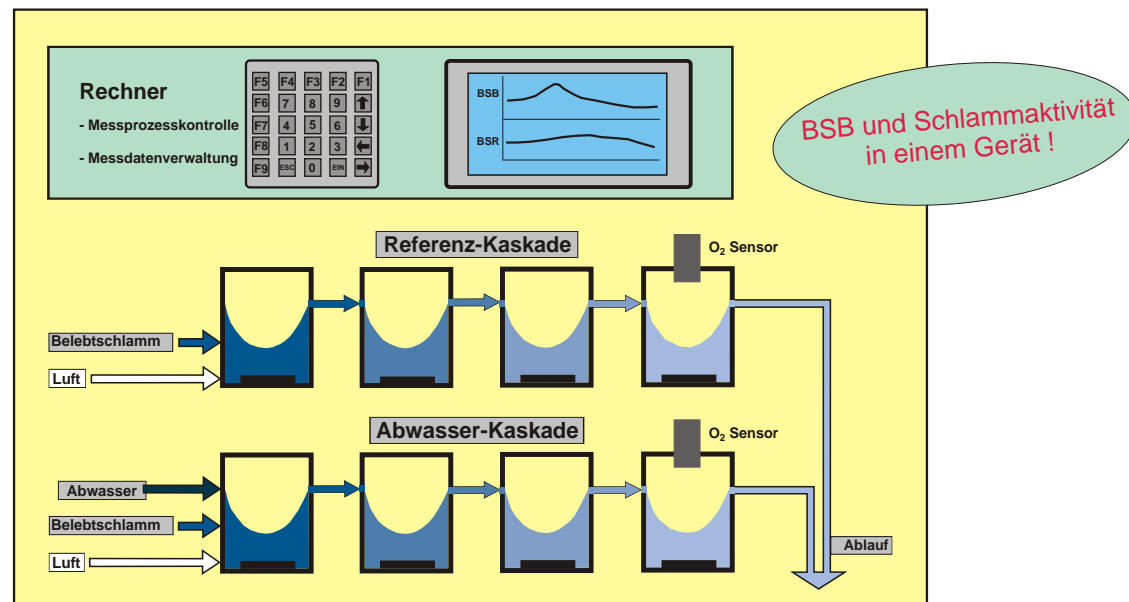 Rechner
- Messprozesskontrolle
- Messdatenverwaltung
F5 F4 F3 F2 F1
F6 7 8 9
F7 4 5 6
F8 1 2 3
F9 ESC 0 EIN
BSB
BSR
BSB und Schlammaktivität
in einem Gerät !
Referenz-Kaskade
O₂ Sensor
Belebtschlamm
Luft
Abwasser-Kaskade
O₂ Sensor
Abwasser
Belebtschlamm
Luft
Ablauf